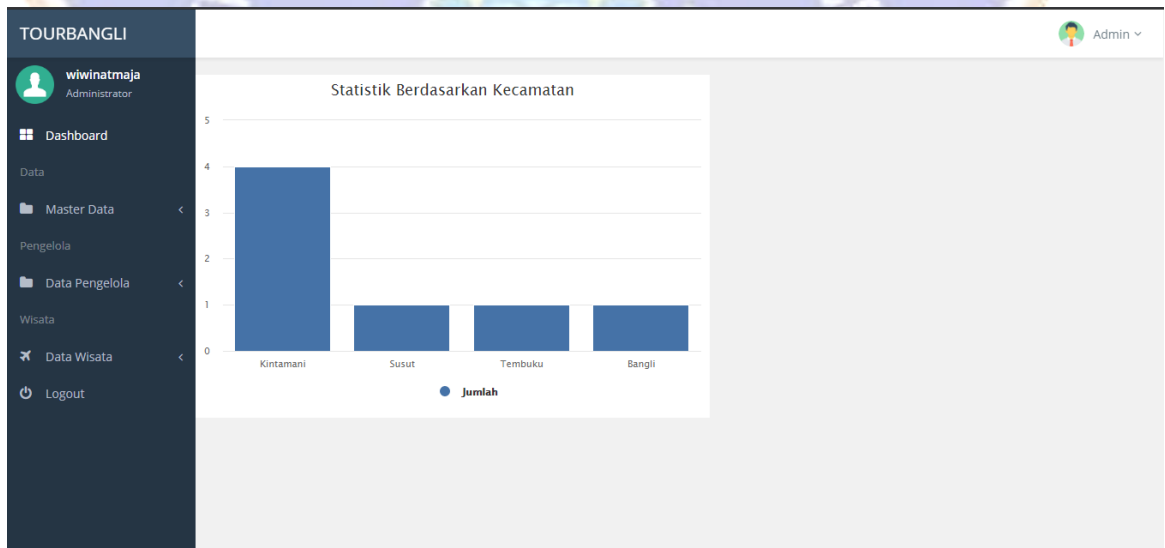 TOURBANGLI
Admin
wiwinatmaja
Administrator
Dashboard
Data
Master Data
Pengelola
Data Pengelola
Wisata
Data Wisata
Logout
Statistik Berdasarkan Kecamatan
5
4
3
2
1
0
Kintamani Susut Tembuku Bangli
Jumlah